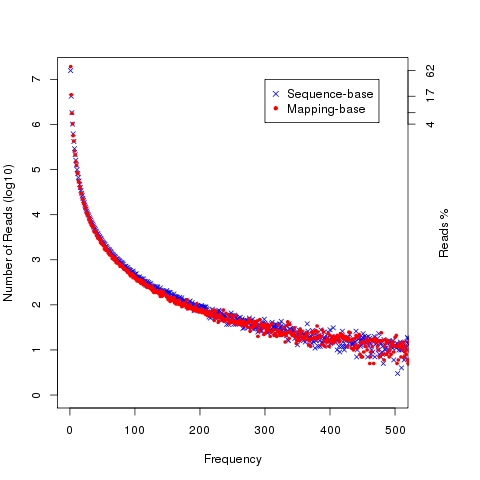 Sequence-base
Mapping-base
Number of Reads (log10)
7
6
5
4
3
2
1
0
62
17
4
Reads %
0 100 200 300 400 500
Frequency